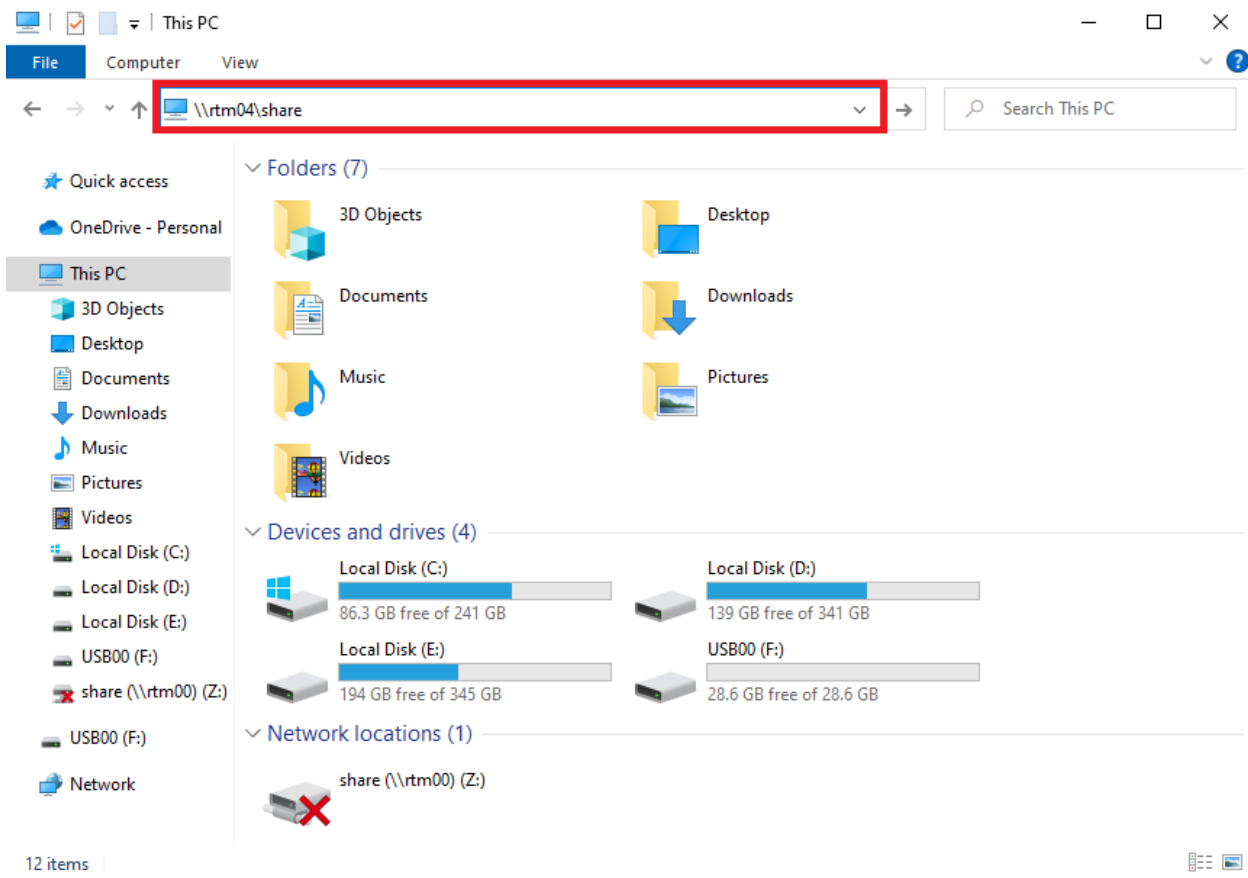 This PC
File Computer View
?
\\rtm04\share
Search This PC
Quick access
OneDrive - Personal
This PC
3D Objects
Desktop
Documents
Downloads
Music
Pictures
Videos
Local Disk (C:)
Local Disk (D:)
Local Disk (E:)
USB00 (F:)
share (\\rtm00) (Z:)
USB00 (F:)
Network
Folders (7)
3D Objects
Desktop
Documents
Downloads
Music
Pictures
Videos
Devices and drives (4)
Local Disk (C:)
86.3 GB free of 241 GB
Local Disk (D:)
139 GB free of 341 GB
Local Disk (E:)
194 GB free of 345 GB
USB00 (F:)
28.6 GB free of 28.6 GB
Network locations (1)
share (\\rtm00) (Z:)
12 items